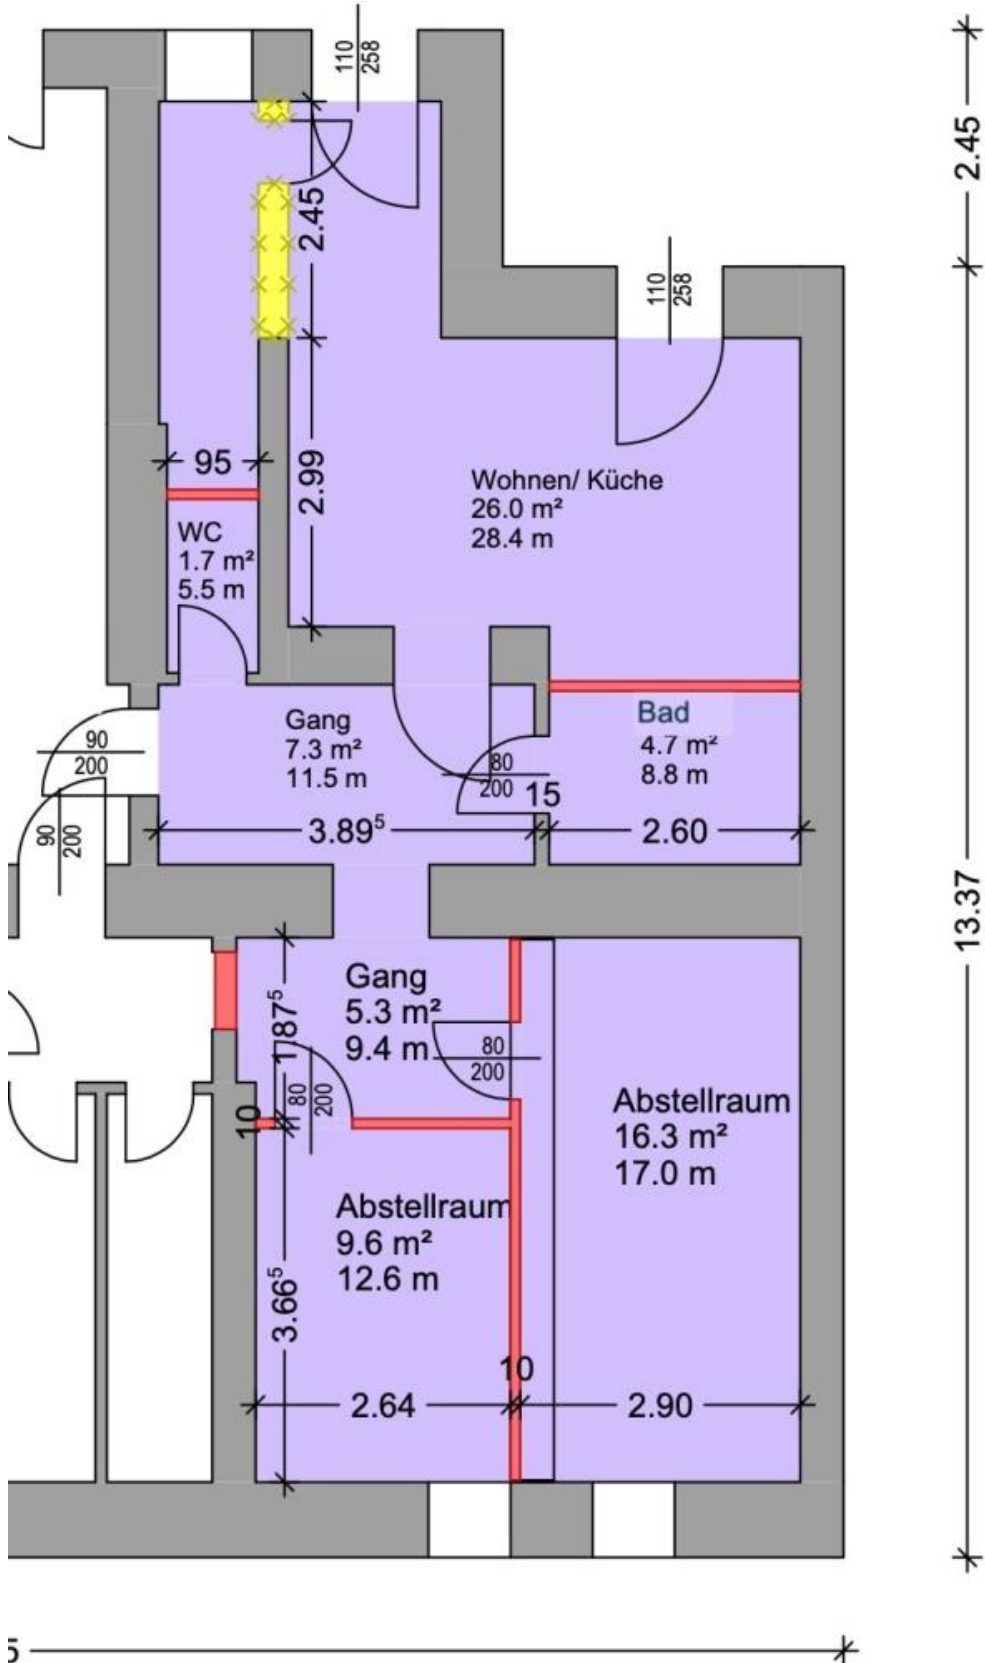 110
258
2.45
2.45
110
258
95
2.99
Wohnen/ Küche
26.0 m²
28.4 m
WC
1.7 m²
5.5 m
Gang
7.3 m²
11.5 m
Bad
4.7 m²
8.8 m
90
200
80
200
15
90
200
3.89⁵
2.60
13.37
Gang
5.3 m²
9.4 m
1.87⁵
80
200
80
200
10
Abstellraum
16.3 m²
17.0 m
Abstellraum
9.6 m²
12.6 m
3.66⁵
10
2.64
2.90
5